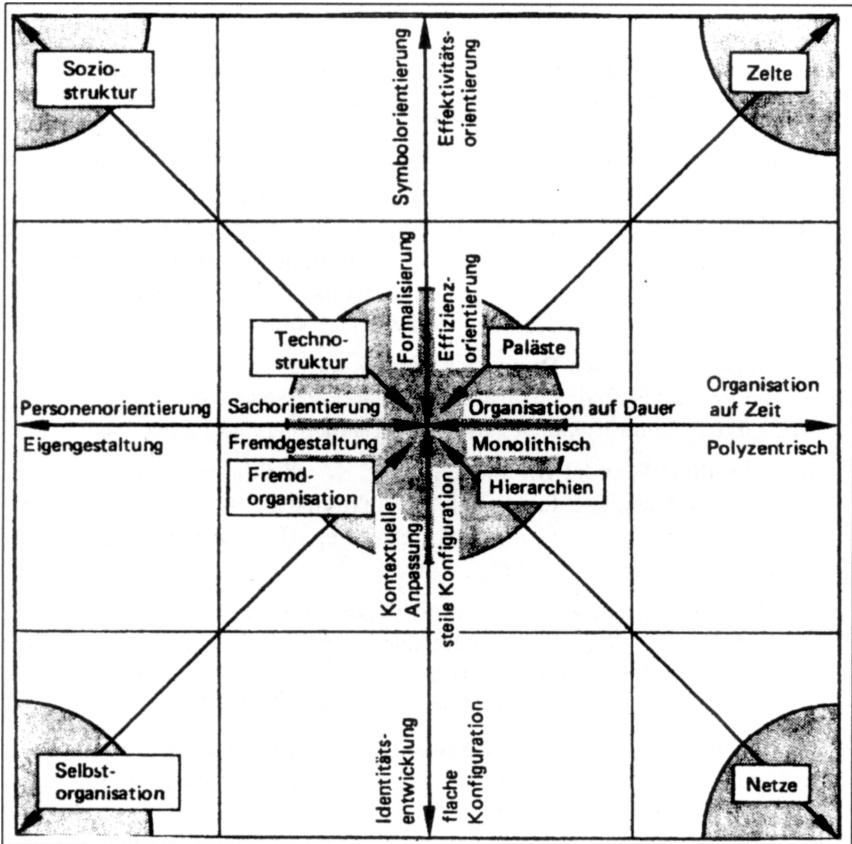 Sozio-
struktur
Symbolorientierung
Effektivitäts-
orientierung
Zelte
Techno-
struktur
Formalisierung
Effizienz-
orientierung
Paläste
Personenorientierung
Sachorientierung
Organisation auf Dauer
Organisation
auf Zeit
Eigengestaltung
Fremdgestaltung
Monolithisch
Polyzentrisch
Fremd-
organisation
Kontextuelle
Anpassung
steile Konfiguration
Hierarchien
Selbst-
organisation
Identitäts-
entwicklung
flache
Konfiguration
Netze